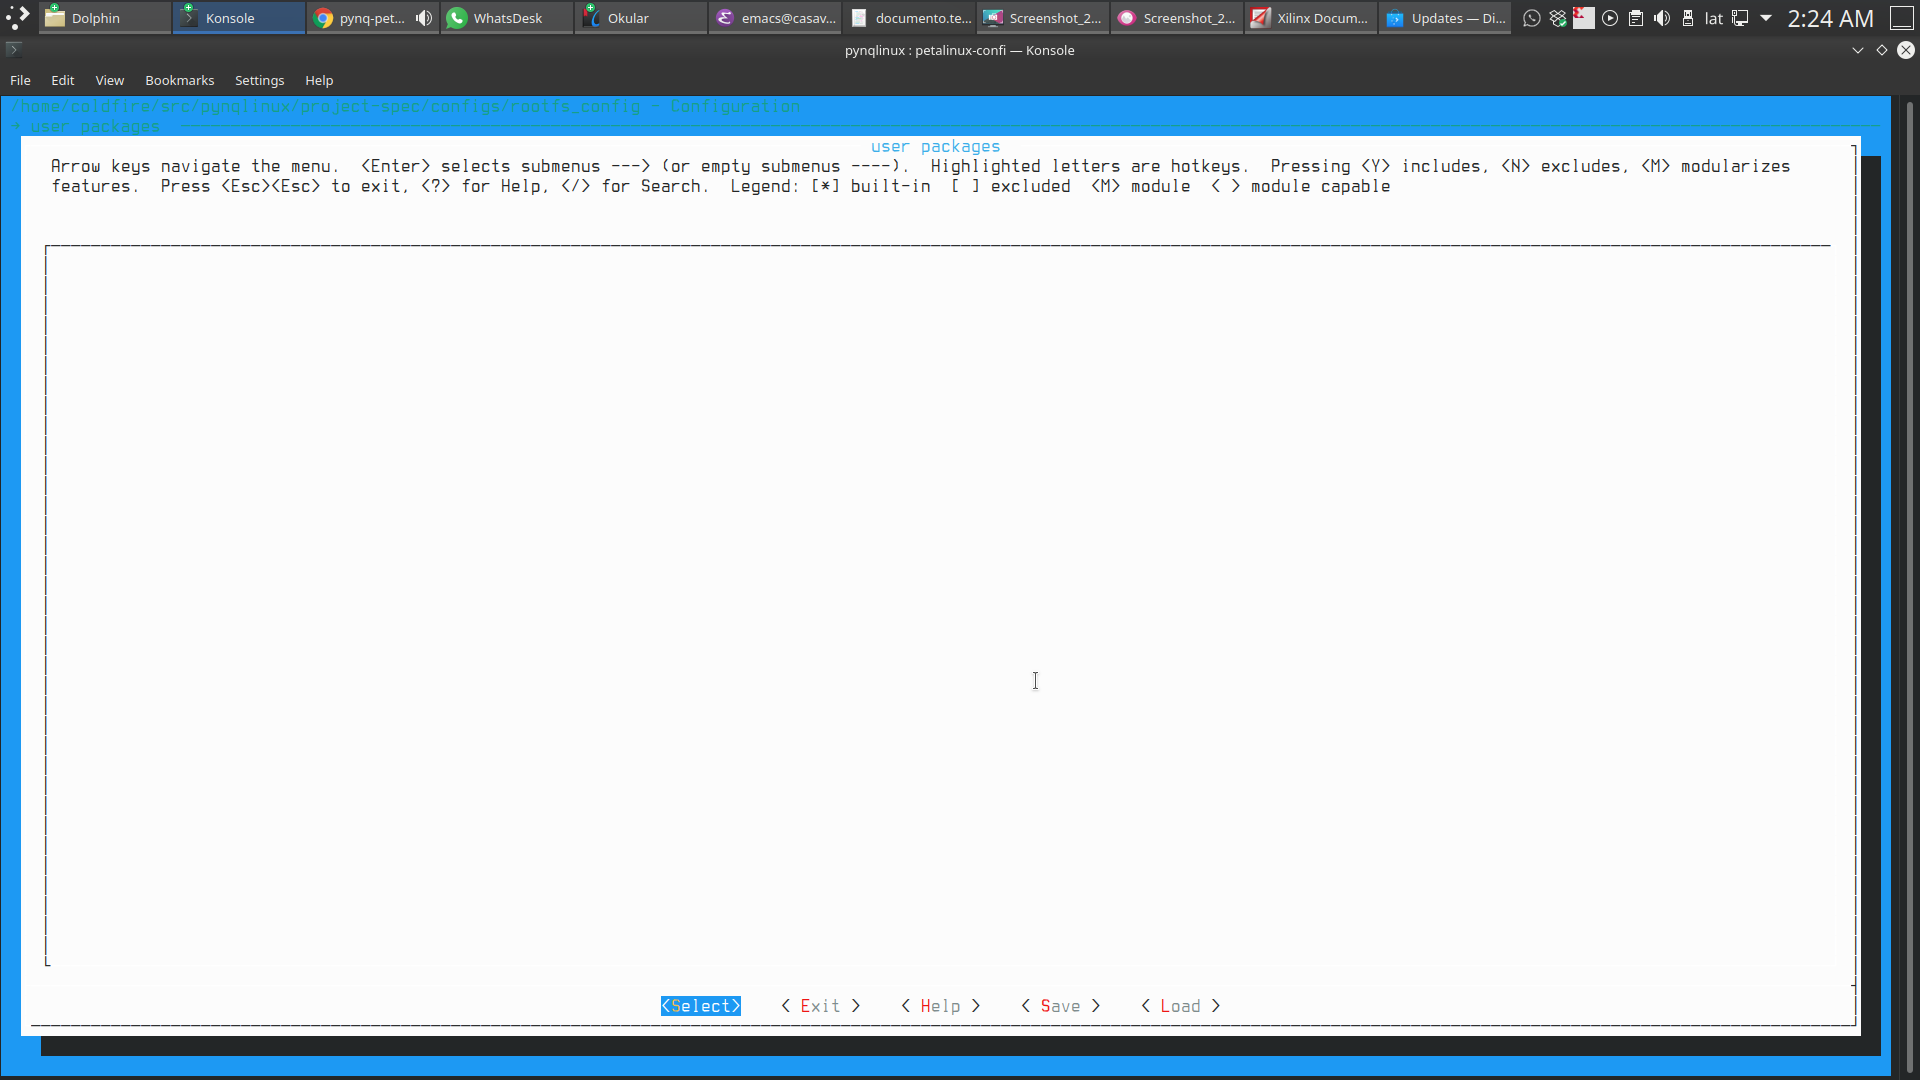 Dolphin Konsole pynq-pet... WhatsDesk Okular emacs@casav... documento.te... Screenshot_2... Screenshot_2... Xilinx Docum... Updates — Di... lat 2:24 AM
pynqlinux : petalinux-confi — Konsole
File Edit View Bookmarks Settings Help
/home/coldfire/src/pynqlinux/project-spec/configs/rootfs_config - Configuration
→ user packages
user packages
Arrow keys navigate the menu.  <Enter> selects submenus ---> (or empty submenus ----).  Highlighted letters are hotkeys.  Pressing <Y> includes, <N> excludes, <M> modularizes
features.  Press <Esc><Esc> to exit, <?> for Help, </> for Search.  Legend: [*] built-in  [ ] excluded  <M> module  < > module capable
<Select> < Exit > < Help > < Save > < Load >